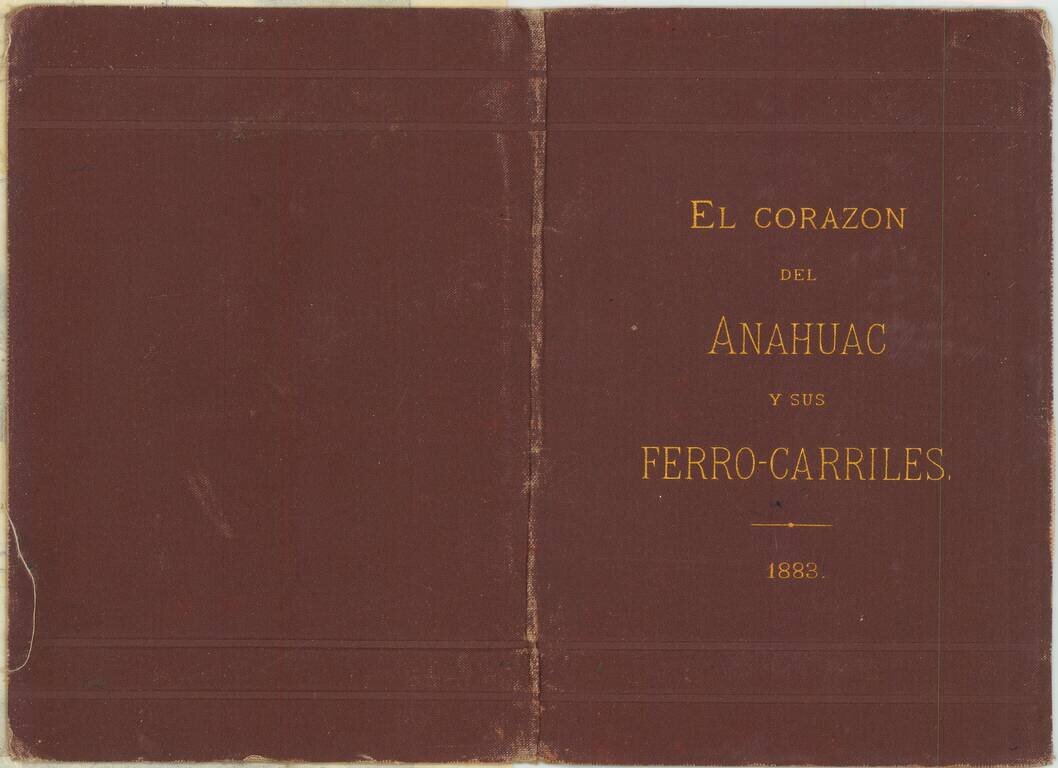 EL CORAZON
DEL
ANAHUAC
Y SUS
FERRO-CARRILES.
1883.